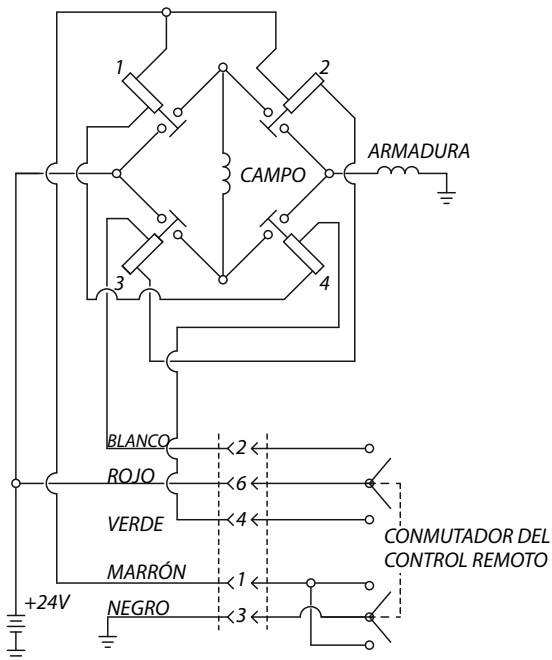 1
2
ARMADURA
CAMPO
3
4
BLANCO
2
ROJO
6
VERDE
4
CONMUTADOR DEL
CONTROL REMOTO
MARRÓN
1
+24V
NEGRO
3